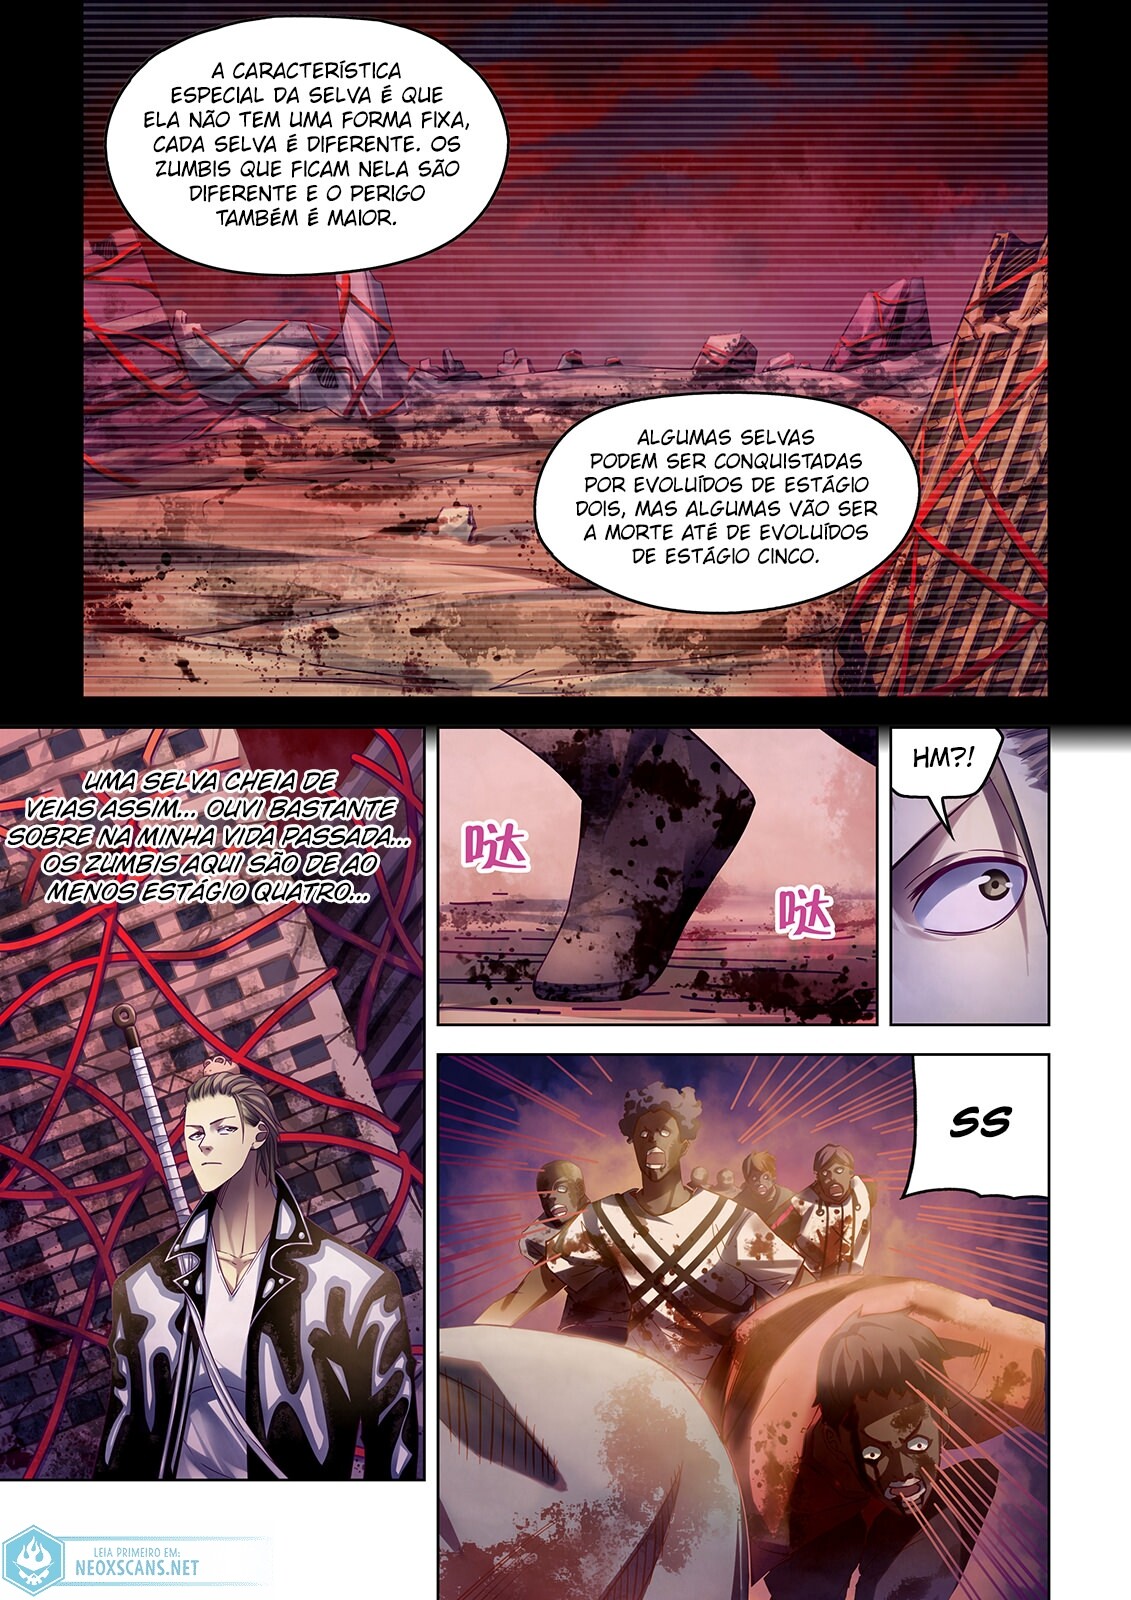 A CARACTERÍSTICA
ESPECIAL DA SELVA É QUE
ELA NÃO TEM UMA FORMA FIXA,
CADA SELVA É DIFERENTE. OS
ZUMBIS QUE FICAM NELA SÃO
DIFERENTE E O PERIGO
TAMBÉM É MAIOR.
ALGUMAS SELVAS
PODEM SER CONQUISTADAS
POR EVOLUÍDOS DE ESTÁGIO
DOIS, MAS ALGUMAS VÃO SER
A MORTE ATÉ DE EVOLUÍDOS
DE ESTÁGIO CINCO.
UMA SELVA CHEIA DE
VEIAS ASSIM... OUVI BASTANTE
SOBRE NA MINHA VIDA PASSADA...
OS ZUMBIS AQUI SÃO DE AO
MENOS ESTÁGIO QUATRO...
哒
哒
HM?!
SS
LEIA PRIMEIRO EM:
NEOXSCANS.NET